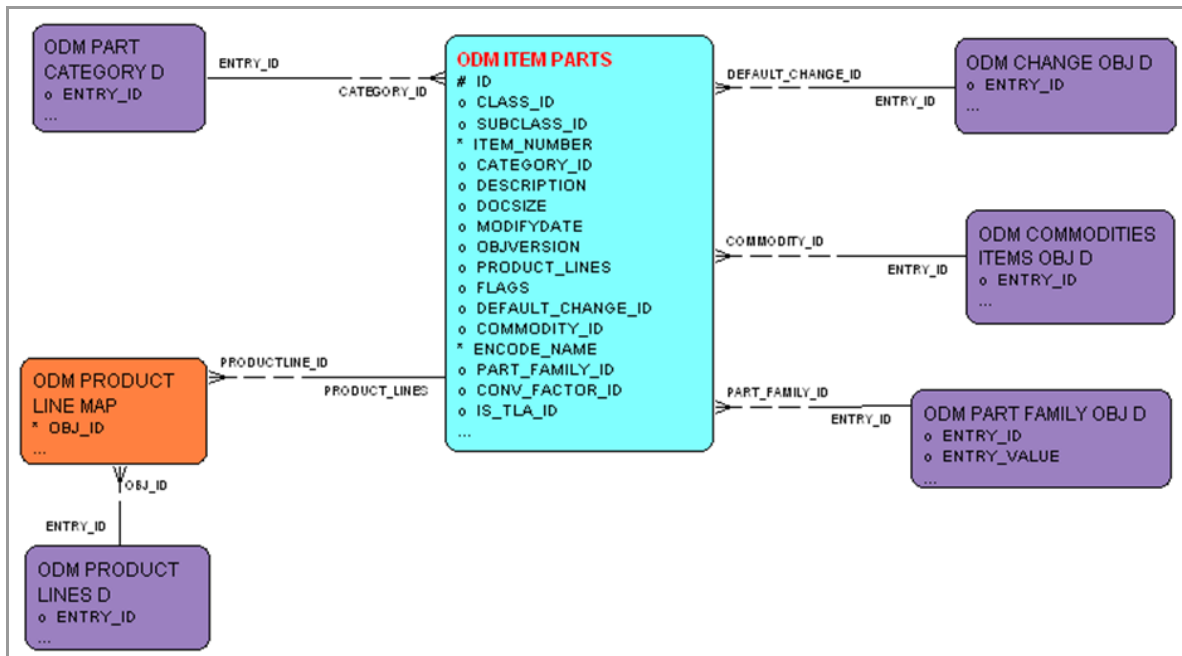 ODM PART
CATEGORY D
o ENTRY_ID
...
ENTRY_ID
CATEGORY_ID
ODM ITEM PARTS
# ID
o CLASS_ID
o SUBCLASS_ID
* ITEM_NUMBER
o CATEGORY_ID
o DESCRIPTION
o DOCSIZE
o MODIFYDATE
o OBJVERSION
o PRODUCT_LINES
o FLAGS
o DEFAULT_CHANGE_ID
o COMMODITY_ID
* ENCODE_NAME
o PART_FAMILY_ID
o CONV_FACTOR_ID
o IS_TLA_ID
...
DEFAULT_CHANGE_ID
ENTRY_ID
ODM CHANGE OBJ D
o ENTRY_ID
...
COMMODITY_ID
ENTRY_ID
ODM COMMODITIES
ITEMS OBJ D
o ENTRY_ID
...
PART_FAMILY_ID
ENTRY_ID
ODM PART FAMILY OBJ D
o ENTRY_ID
o ENTRY_VALUE
...
ODM PRODUCT
LINE MAP
* OBJ_ID
...
PRODUCTLINE_ID
PRODUCT_LINES
OBJ_ID
ENTRY_ID
ODM PRODUCT
LINES D
o ENTRY_ID
...